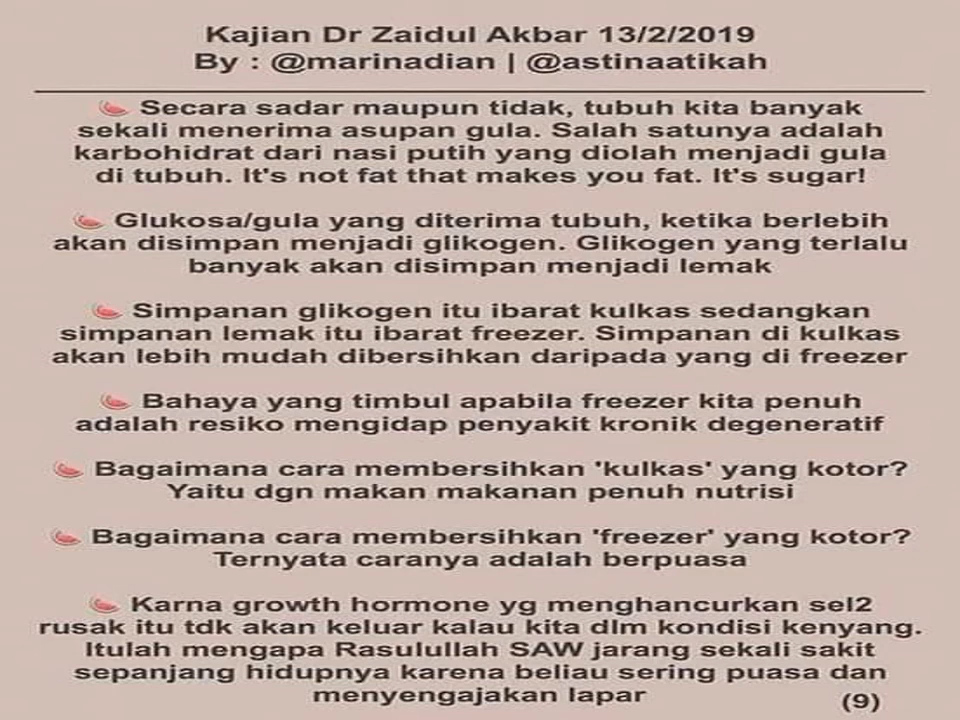 Kajian Dr Zaidul Akbar 13/2/2019
By : @marinadian | @astinaatikah
Secara sadar maupun tidak, tubuh kita banyak
sekali menerima asupan gula. Salah satunya adalah
karbohidrat dari nasi putih yang diolah menjadi gula
di tubuh. It's not fat that makes you fat. It's sugar!
Glukosa/gula yang diterima tubuh, ketika berlebih
akan disimpan menjadi glikogen. Glikogen yang terlalu
banyak akan disimpan menjadi lemak
Simpanan glikogen itu ibarat kulkas sedangkan
simpanan lemak itu ibarat freezer. Simpanan di kulkas
akan lebih mudah dibersihkan daripada yang di freezer
Bahaya yang timbul apabila freezer kita penuh
adalah resiko mengidap penyakit kronik degeneratif
Bagaimana cara membersihkan 'kulkas' yang kotor?
Yaitu dgn makan makanan penuh nutrisi
Bagaimana cara membersihkan 'freezer' yang kotor?
Ternyata caranya adalah berpuasa
Karna growth hormone yg menghancurkan sel2
rusak itu tdk akan keluar kalau kita dlm kondisi kenyang.
Itulah mengapa Rasulullah SAW jarang sekali sakit
sepanjang hidupnya karena beliau sering puasa dan
menyengajakan lapar
(9)